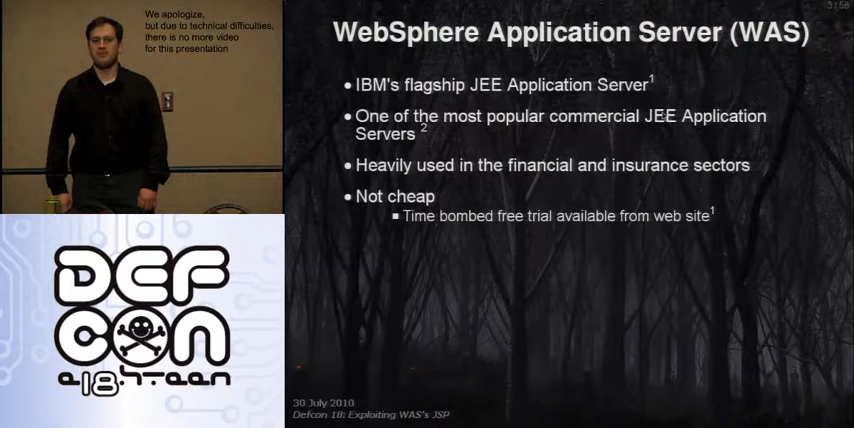 We apologize,
but due to technical difficulties,
there is no more video
for this presentation
3 / 58
WebSphere Application Server (WAS)
• IBM's flagship JEE Application Server1
• One of the most popular commercial JEE Application
Servers 2
• Heavily used in the financial and insurance sectors
• Not cheap
▪ Time bombed free trial available from web site1
DEF
CON
e18hteen
30 July 2010
Defcon 18: Exploiting WAS's JSP